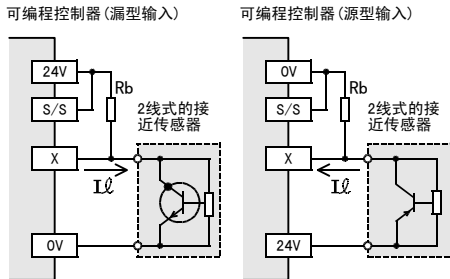 可编程控制器(漏型输入)
24V
Rb
S/S
2线式的接
近传感器
X
Iℓ
0V
可编程控制器(源型输入)
0V
Rb
S/S
2线式的接
近传感器
X
Iℓ
24V